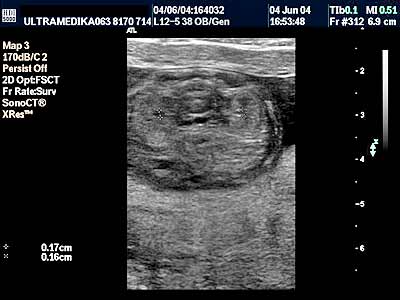 ULTRAMEDIKA063 8170 714
04/06/04:164032
L12-5 38 OB/Gen
04 Jun 04
16:53:48
TIb0.1 MI 0.51
Fr #312 6.9 cm
ATL
Map 3
170dB/C 2
Persist Off
2D Opt:FSCT
Fr Rate:Surv
SonoCT®
XRes™
3
4
5
6
0.17cm
0.16cm